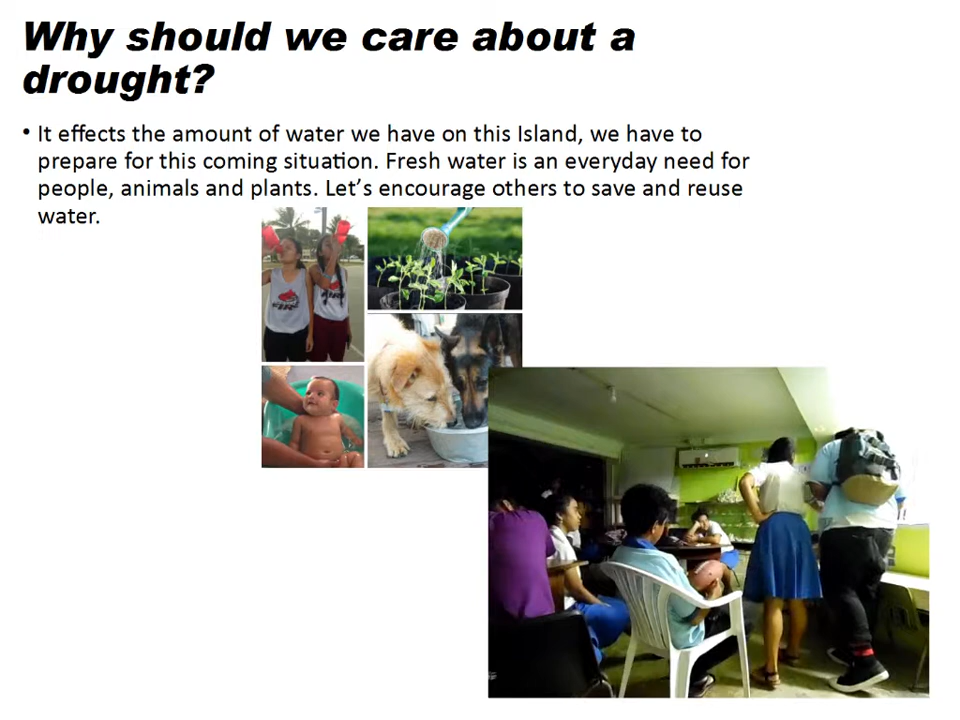 Why should we care about a
drought?
• It effects the amount of water we have on this Island, we have to
prepare for this coming situation. Fresh water is an everyday need for
people, animals and plants. Let’s encourage others to save and reuse
water.